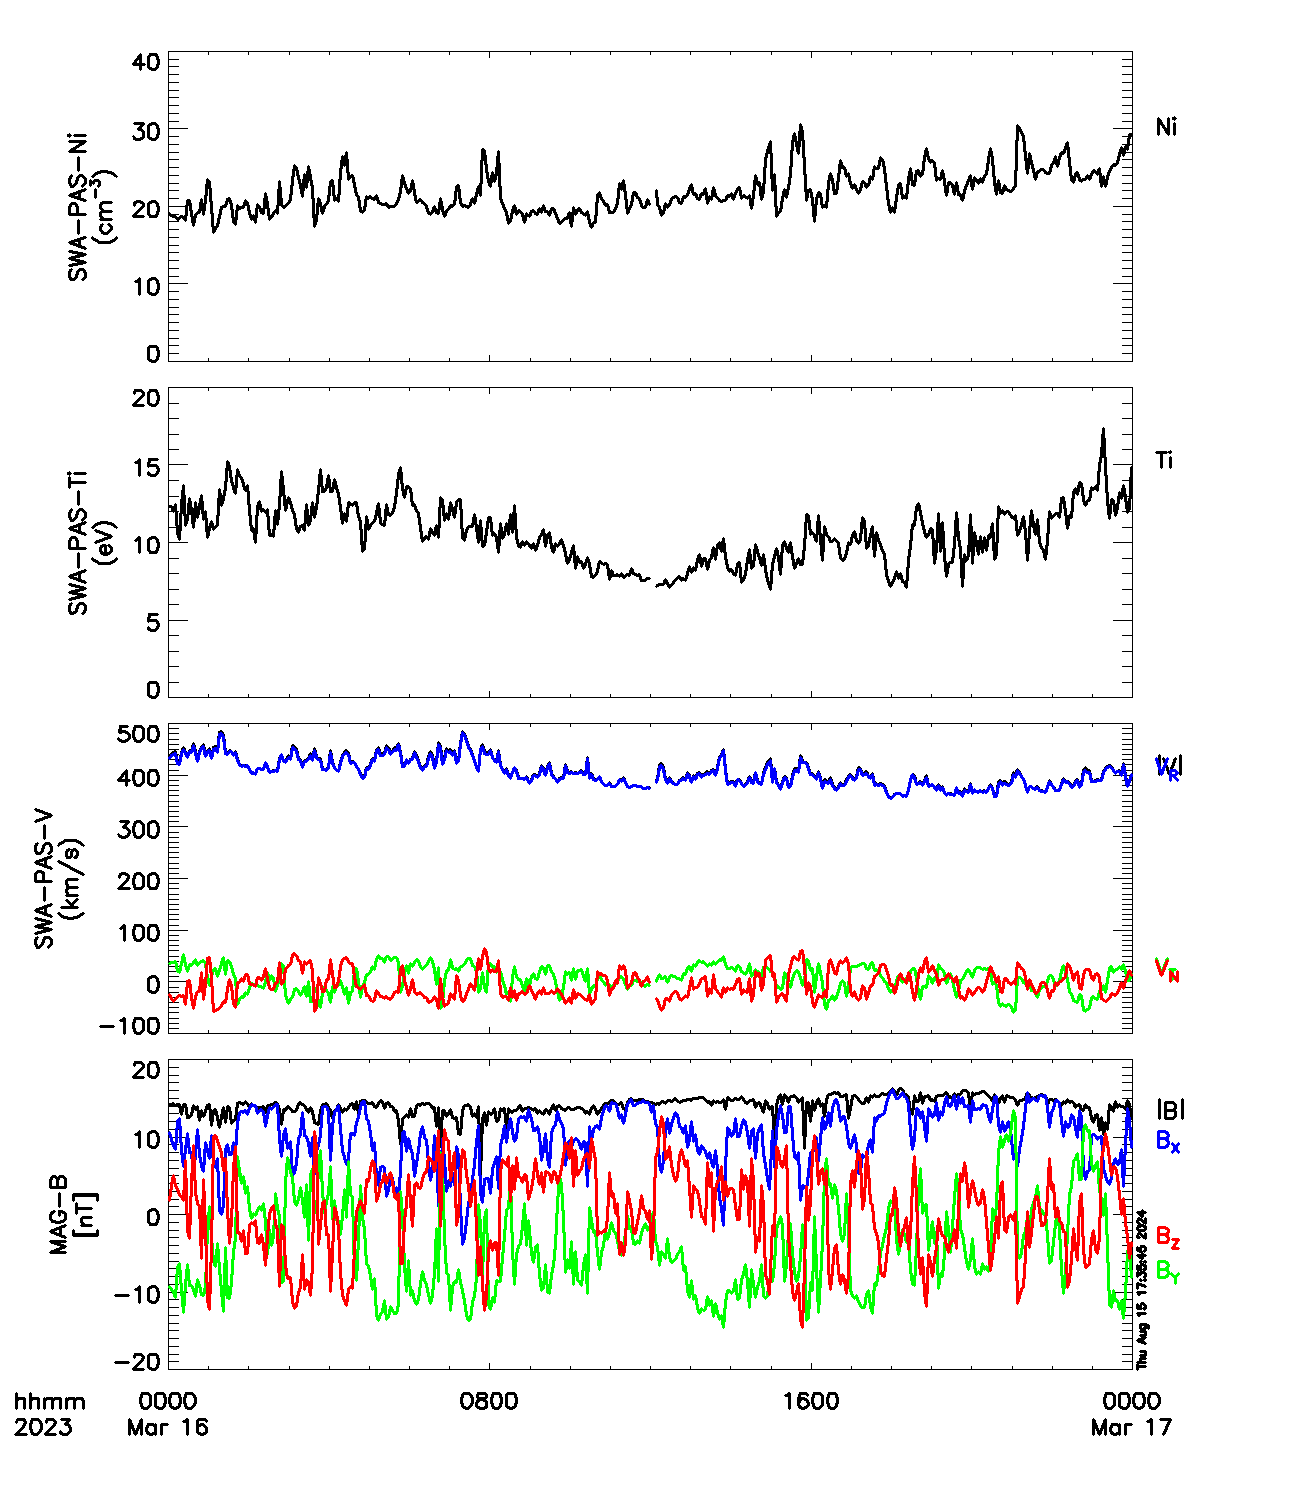 SWA-PAS-Ni
(cm⁻³)
40
30
20
10
0
Ni
SWA-PAS-Ti
(eV)
20
15
10
5
0
Ti
SWA-PAS-V
(km/s)
500
400
300
200
100
0
-100
|V|
V_R
V_N
MAG-B
[nT]
20
10
0
-10
-20
|B|
B_X
B_Z
B_Y
Thu Aug 15 17:35:46 2024
hhmm 0000 0800 1600 0000
2023 Mar 16 Mar 17